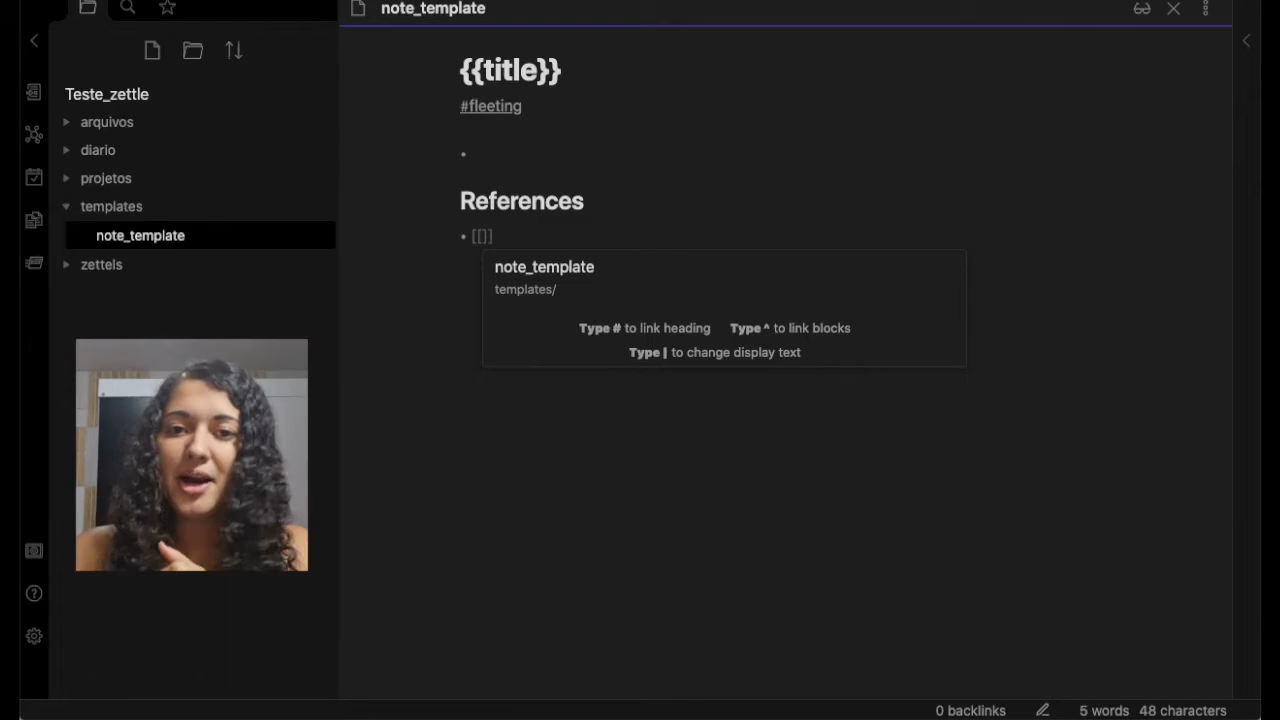 note_template
{{title}}
#fleeting
Teste_zettle
arquivos
diario
projetos
templates
note_template
zettels
References
[[]]
note_template
templates/
Type # to link heading Type ^ to link blocks
Type | to change display text
0 backlinks 5 words 48 characters